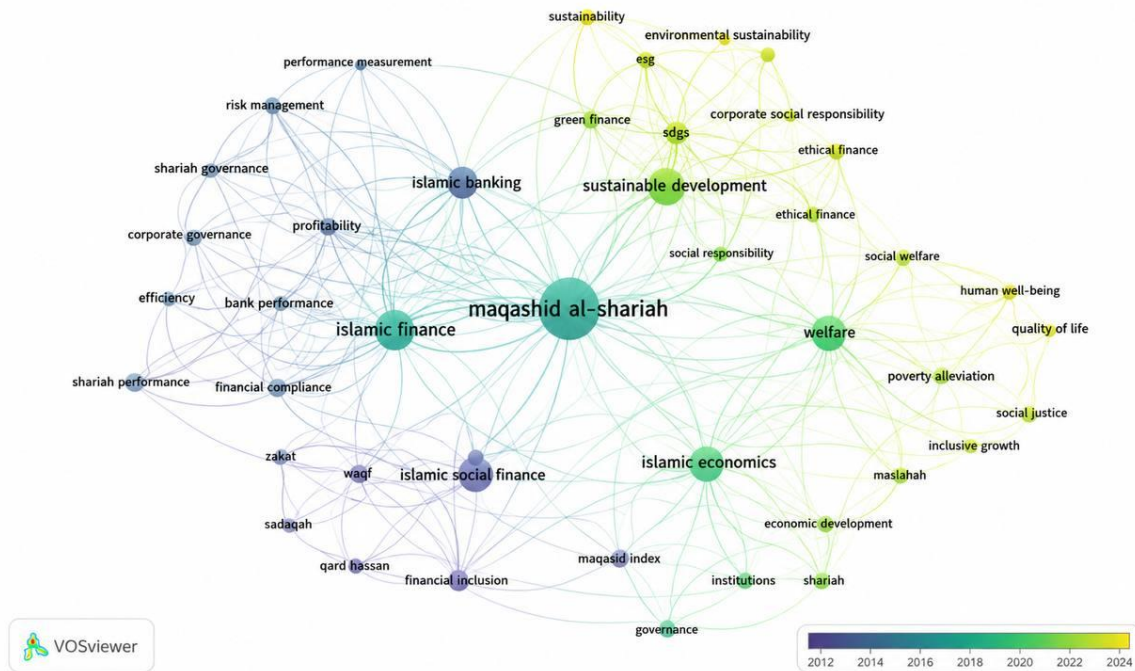 sustainability
environmental sustainability
performance measurement
esg
risk management
green finance
corporate social responsibility
sdgs
ethical finance
shariah governance
islamic banking
sustainable development
ethical finance
corporate governance
profitability
social responsibility
social welfare
efficiency
bank performance
maqashid al-shariah
human well-being
islamic finance
welfare
quality of life
shariah performance
financial compliance
poverty alleviation
social justice
inclusive growth
zakat
waqf
islamic social finance
islamic economics
maslahah
sadaqah
economic development
qard hassan
financial inclusion
maqasid index
institutions
shariah
governance
VOSviewer
2012 2014 2016 2018 2020 2022 2024